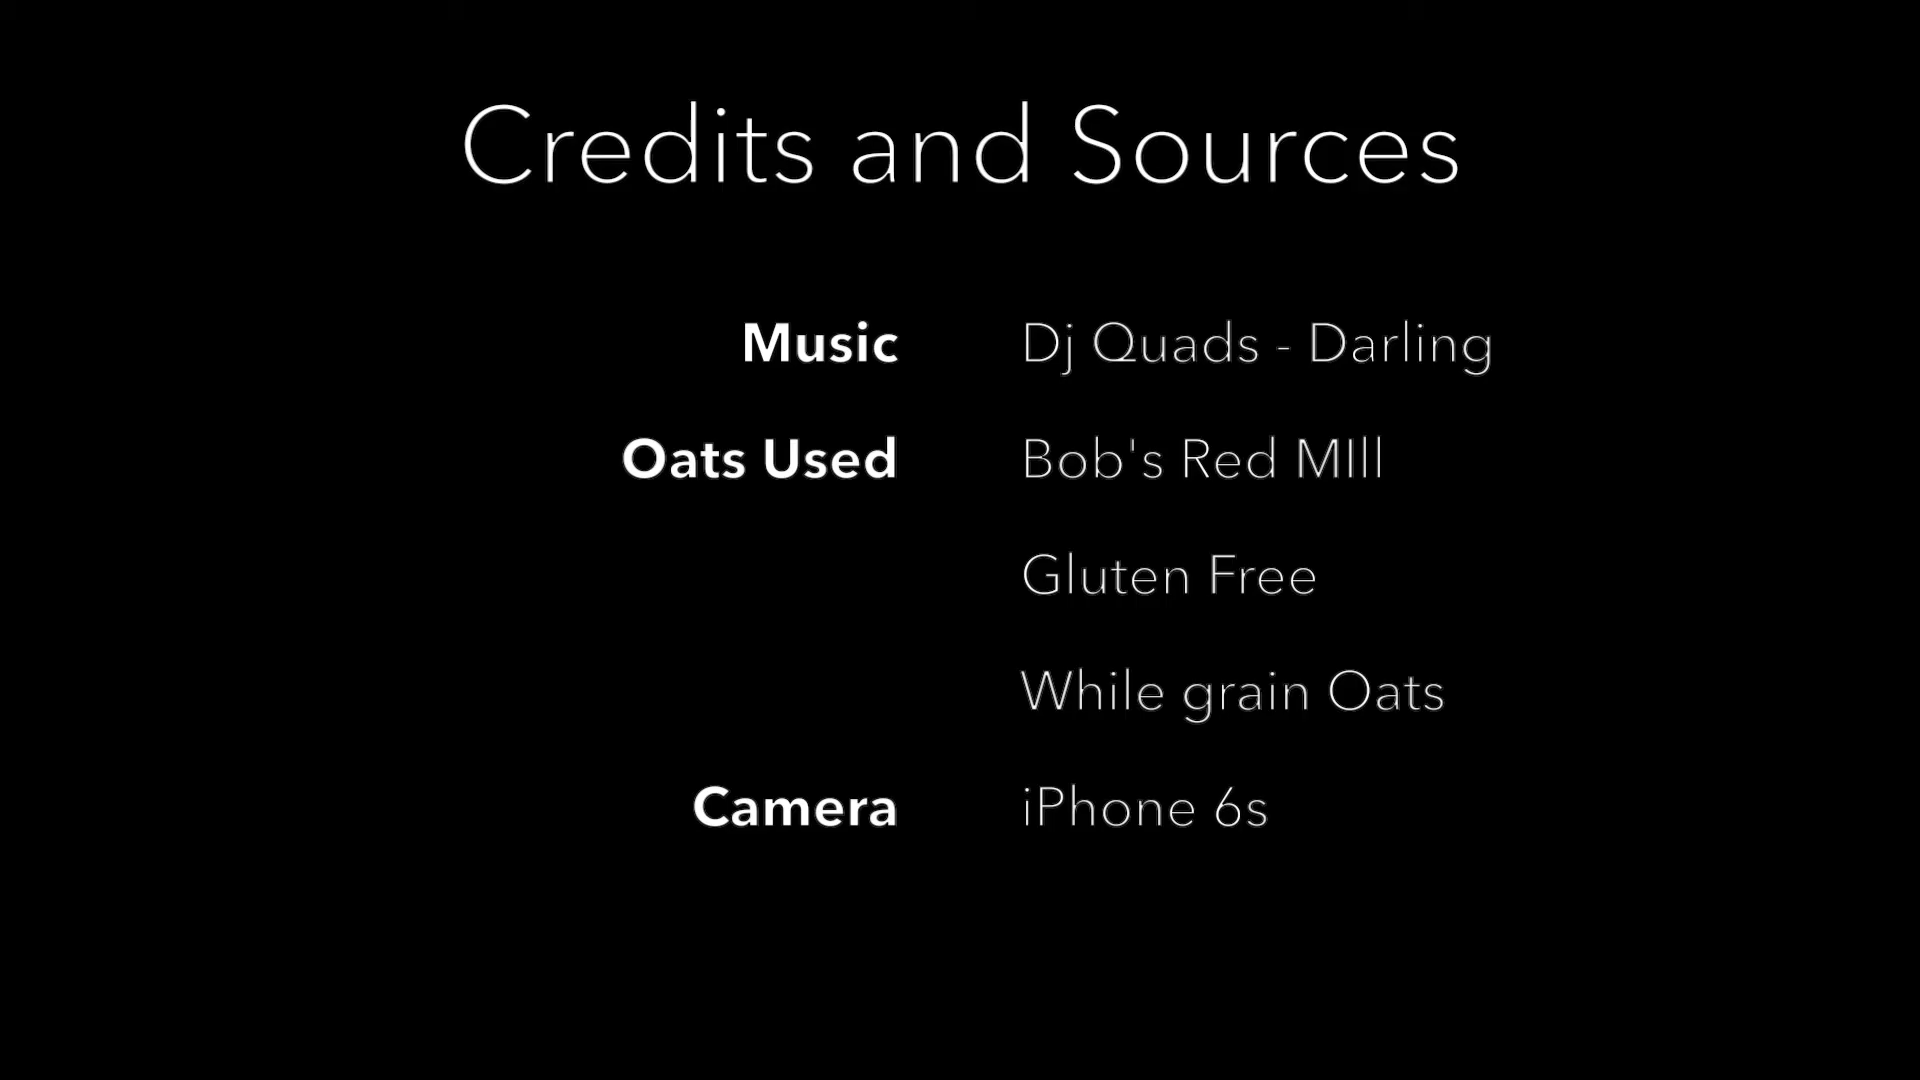 Credits and Sources
Music Dj Quads - Darling
Oats Used Bob's Red MIll
Gluten Free
While grain Oats
Camera iPhone 6s